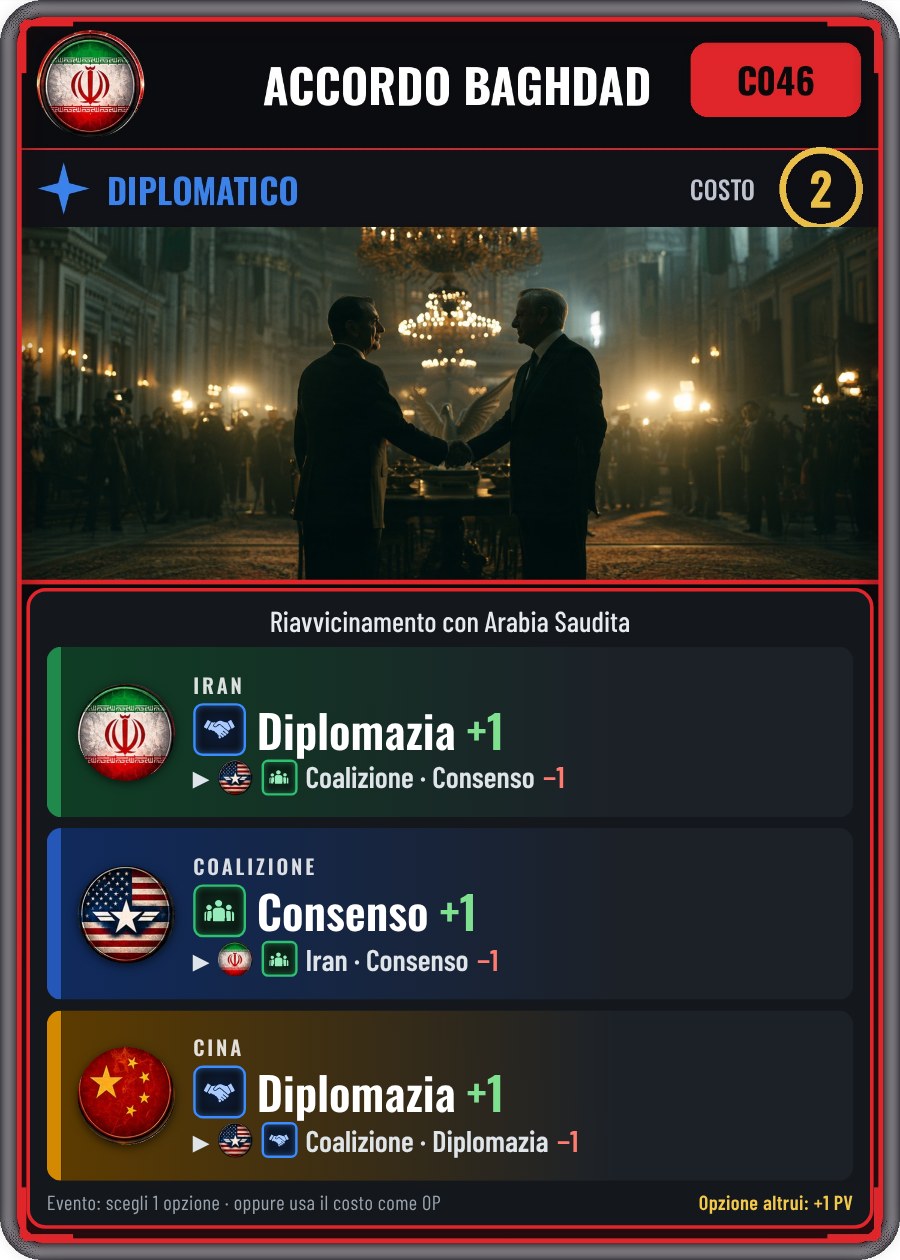 ACCORDO BAGHDAD
C046
DIPLOMATICO
COSTO
2
Riavvicinamento con Arabia Saudita
IRAN
Diplomazia +1
▶ Coalizione · Consenso −1
COALIZIONE
Consenso +1
▶ Iran · Consenso −1
CINA
Diplomazia +1
▶ Coalizione · Diplomazia −1
Evento: scegli 1 opzione · oppure usa il costo come OP
Opzione altrui: +1 PV